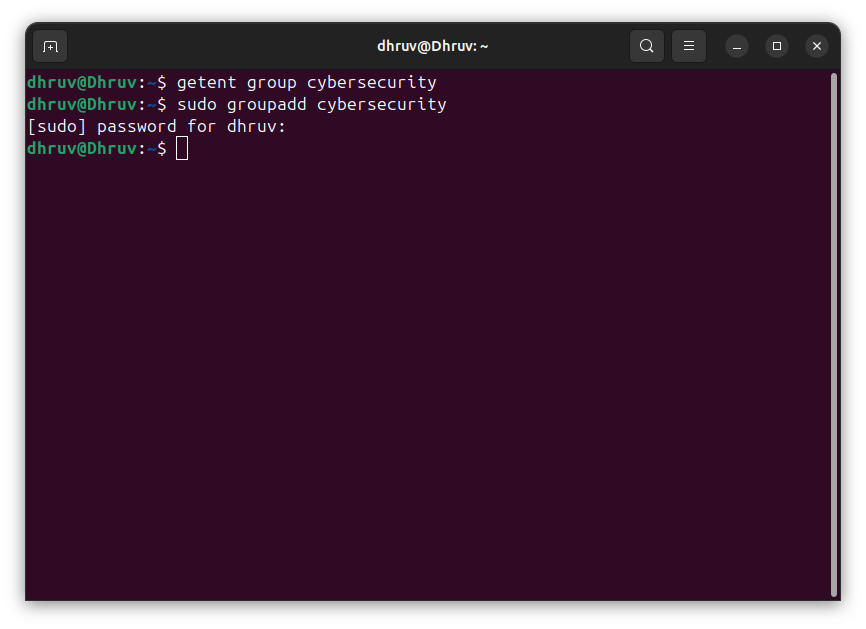 dhruv@Dhruv: ~
dhruv@Dhruv:~$ getent group cybersecurity
dhruv@Dhruv:~$ sudo groupadd cybersecurity
[sudo] password for dhruv:
dhruv@Dhruv:~$